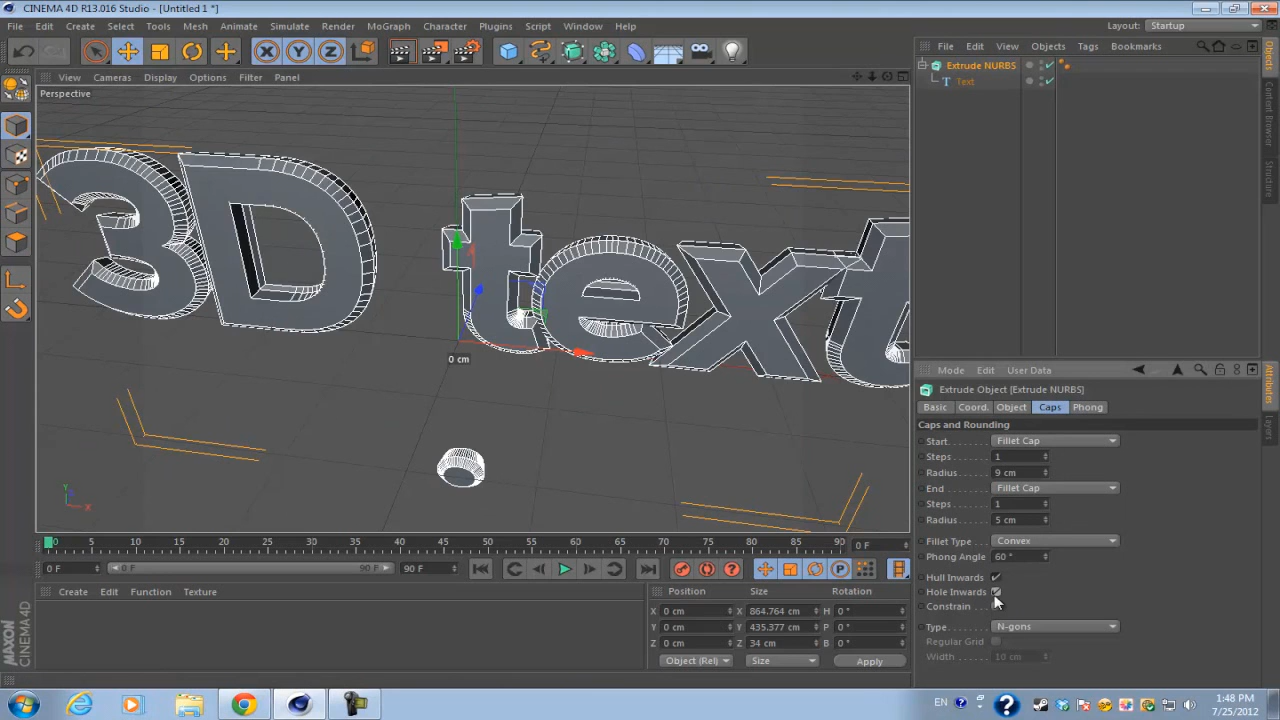 CINEMA 4D R13.016 Studio - [Untitled 1 *]
File Edit Create Select Tools Mesh Animate Simulate Render MoGraph Character Plugins Script Window Help
Layout: Startup
View Cameras Display Options Filter Panel
Perspective
3D text
0 cm
Y
Z
X
File Edit View Objects Tags Bookmarks
Extrude NURBS
Text
Objects
Content Browser
Structure
Mode Edit User Data
Extrude Object [Extrude NURBS]
Basic Coord. Object Caps Phong
Caps and Rounding
Start Fillet Cap
Steps 1
Radius 9 cm
End Fillet Cap
Steps 1
Radius 5 cm
Fillet Type Convex
Phong Angle 60 °
Hull Inwards
Hole Inwards
Constrain
Type N-gons
Regular Grid
Width 10 cm
Attributes
Layers
0 5 10 15 20 25 30 35 40 45 50 55 60 65 70 75 80 85 90 0 F
0 F 0 F 90 F 90 F
Create Edit Function Texture
Position Size Rotation
X 0 cm X 864.764 cm H 0 °
Y 0 cm Y 435.377 cm P 0 °
Z 0 cm Z 34 cm B 0 °
Object (Rel) Size Apply
MAXON CINEMA 4D
EN
1:48 PM
7/25/2012